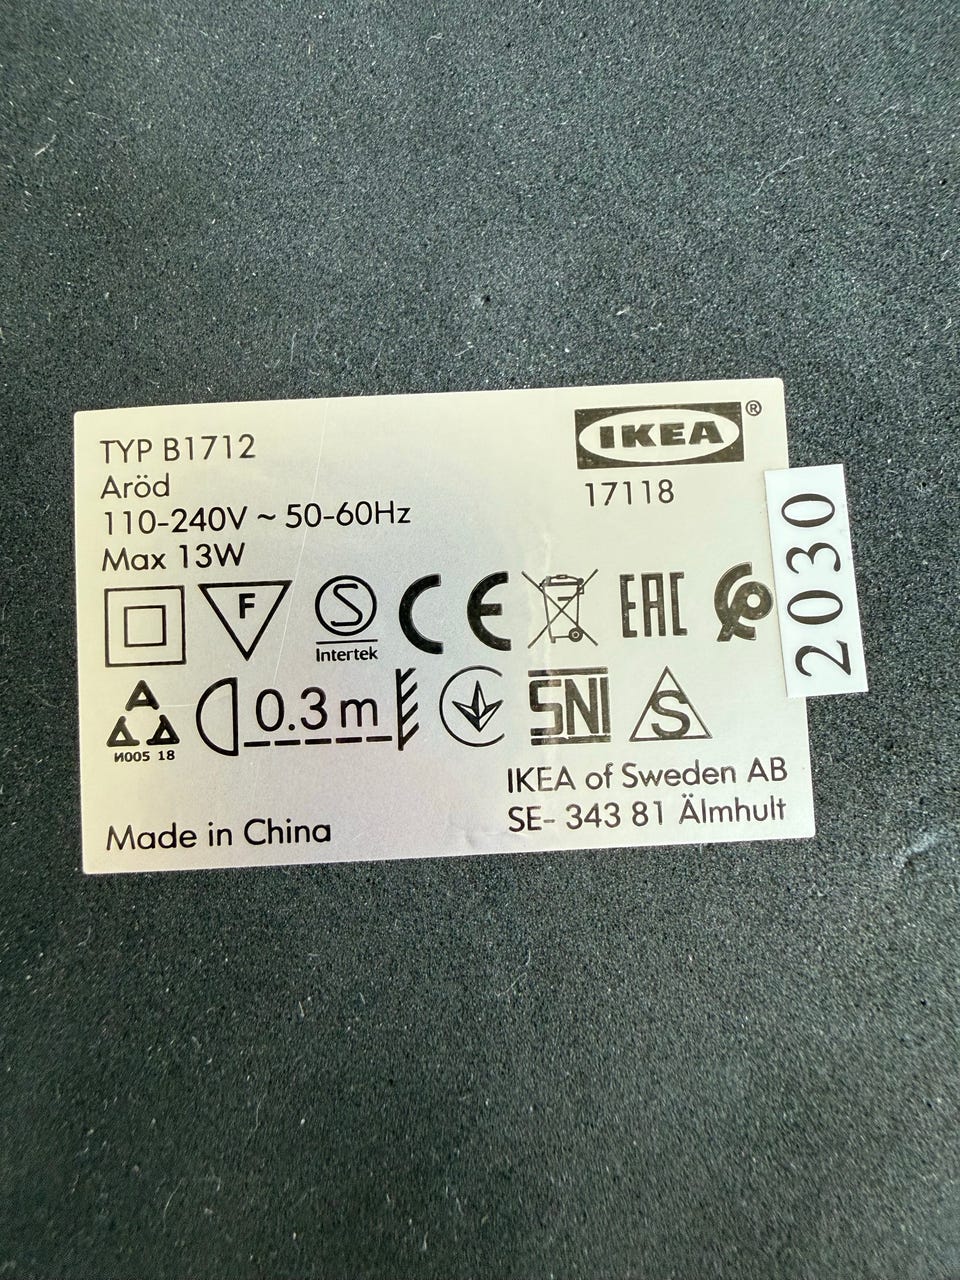 TYP B1712
Aröd
110-240V ~ 50-60Hz
Max 13W
IKEA®
17118
2030
F
S
Intertek
CE
EAC
A
И005 18
0.3 m
SNI
S
IKEA of Sweden AB
SE- 343 81 Älmhult
Made in China